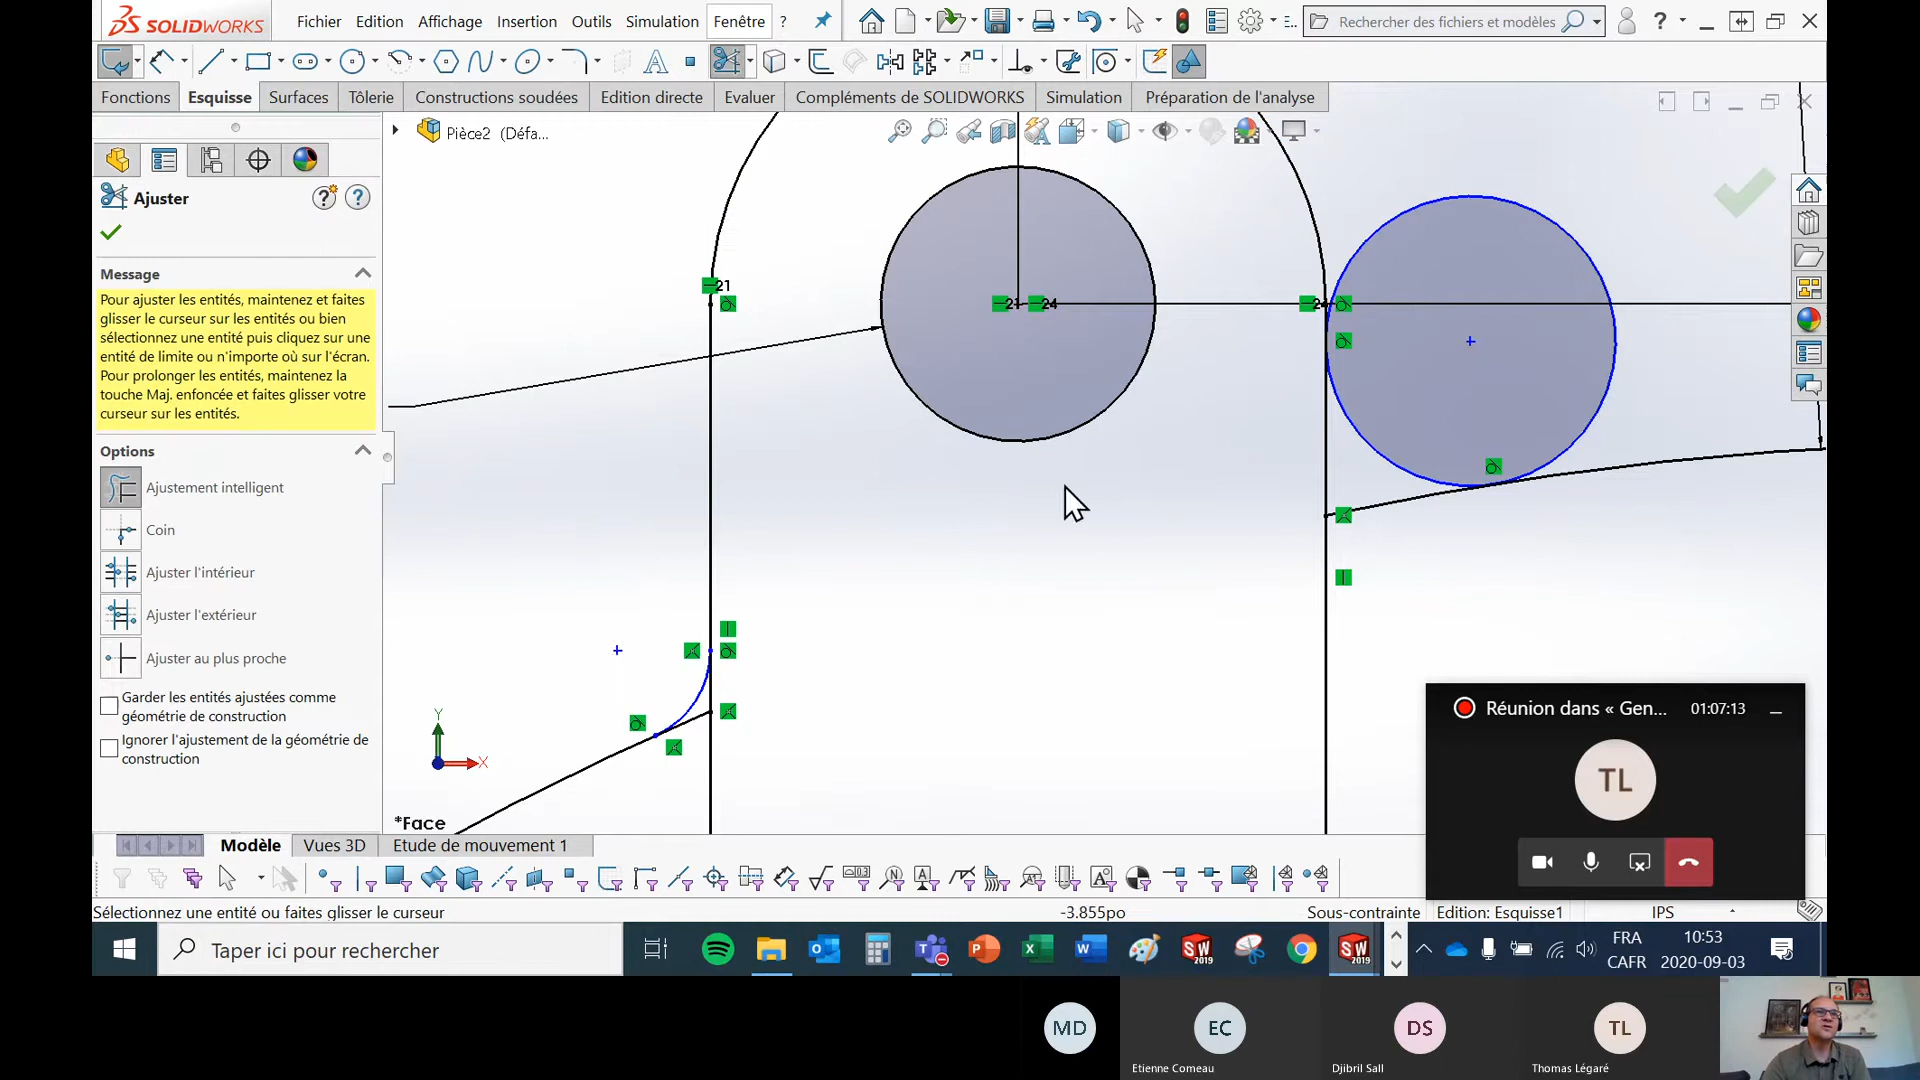 SOLIDWORKS
Fichier Edition Affichage Insertion Outils Simulation Fenêtre ?
Rechercher des fichiers et modèles
Fonctions Esquisse Surfaces Tôlerie Constructions soudées Edition directe Evaluer Compléments de SOLIDWORKS Simulation Préparation de l'analyse
Pièce2 (Défa...
Ajuster
Message
Pour ajuster les entités, maintenez et faites
glisser le curseur sur les entités ou bien
sélectionnez une entité puis cliquez sur une
entité de limite ou n'importe où sur l'écran.
Pour prolonger les entités, maintenez la
touche Maj. enfoncée et faites glisser votre
curseur sur les entités.
Options
Ajustement intelligent
Coin
Ajuster l'intérieur
Ajuster l'extérieur
Ajuster au plus proche
Garder les entités ajustées comme
géométrie de construction
Ignorer l'ajustement de la géométrie de
construction
21
21 24 24
Y
X
*Face
Réunion dans « Gen... 01:07:13
TL
Modèle Vues 3D Etude de mouvement 1
Sélectionnez une entité ou faites glisser le curseur -3.855po Sous-contrainte Edition: Esquisse1 IPS
Taper ici pour rechercher
SW 2019 SW 2019
FRA
CAFR
10:53
2020-09-03
MD EC DS TL
Etienne Comeau Djibril Sall Thomas Légaré